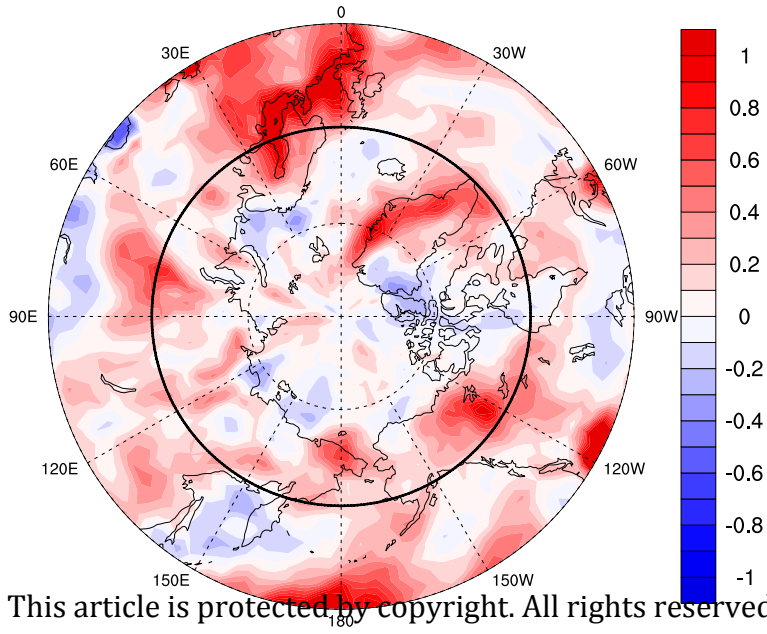 0
30E
30W
60E
60W
90E
90W
120E
120W
150E
150W
180
1
0.8
0.6
0.4
0.2
0
-0.2
-0.4
-0.6
-0.8
-1
This article is protected by copyright. All rights reserved